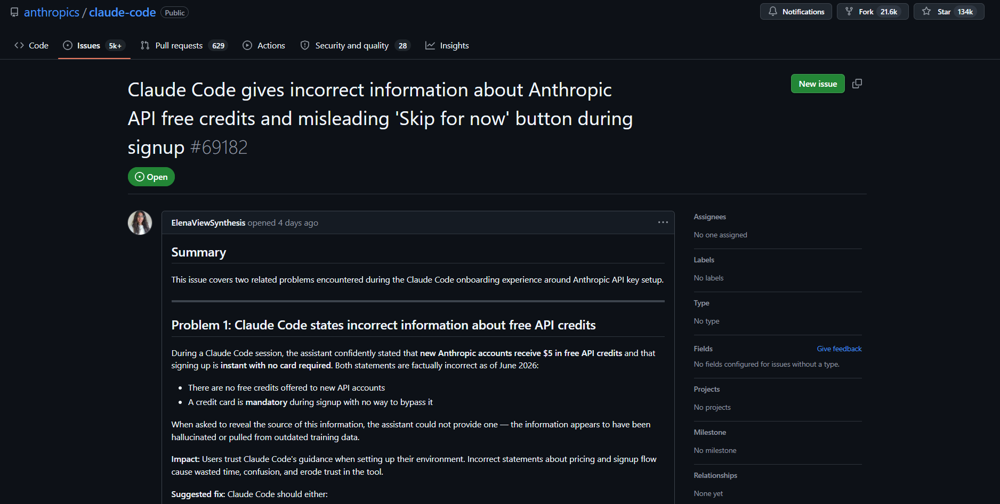 anthropics / claude-code Public
Notifications Fork 21.6k Star 134k
Code Issues 5k+ Pull requests 629 Actions Security and quality 28 Insights
Claude Code gives incorrect information about Anthropic
API free credits and misleading 'Skip for now' button during
signup #69182
New issue
Open
ElenaViewSynthesis opened 4 days ago
Summary
This issue covers two related problems encountered during the Claude Code onboarding experience around Anthropic API key setup.
Problem 1: Claude Code states incorrect information about free API credits
During a Claude Code session, the assistant confidently stated that new Anthropic accounts receive $5 in free API credits and that
signing up is instant with no card required. Both statements are factually incorrect as of June 2026:
• There are no free credits offered to new API accounts
• A credit card is mandatory during signup with no way to bypass it
When asked to reveal the source of this information, the assistant could not provide one — the information appears to have been
hallucinated or pulled from outdated training data.
Impact: Users trust Claude Code's guidance when setting up their environment. Incorrect statements about pricing and signup flow
cause wasted time, confusion, and erode trust in the tool.
Suggested fix: Claude Code should either:
Assignees
No one assigned
Labels
No labels
Type
No type
Fields Give feedback
No fields configured for issues without a type.
Projects
No projects
Milestone
No milestone
Relationships
None yet